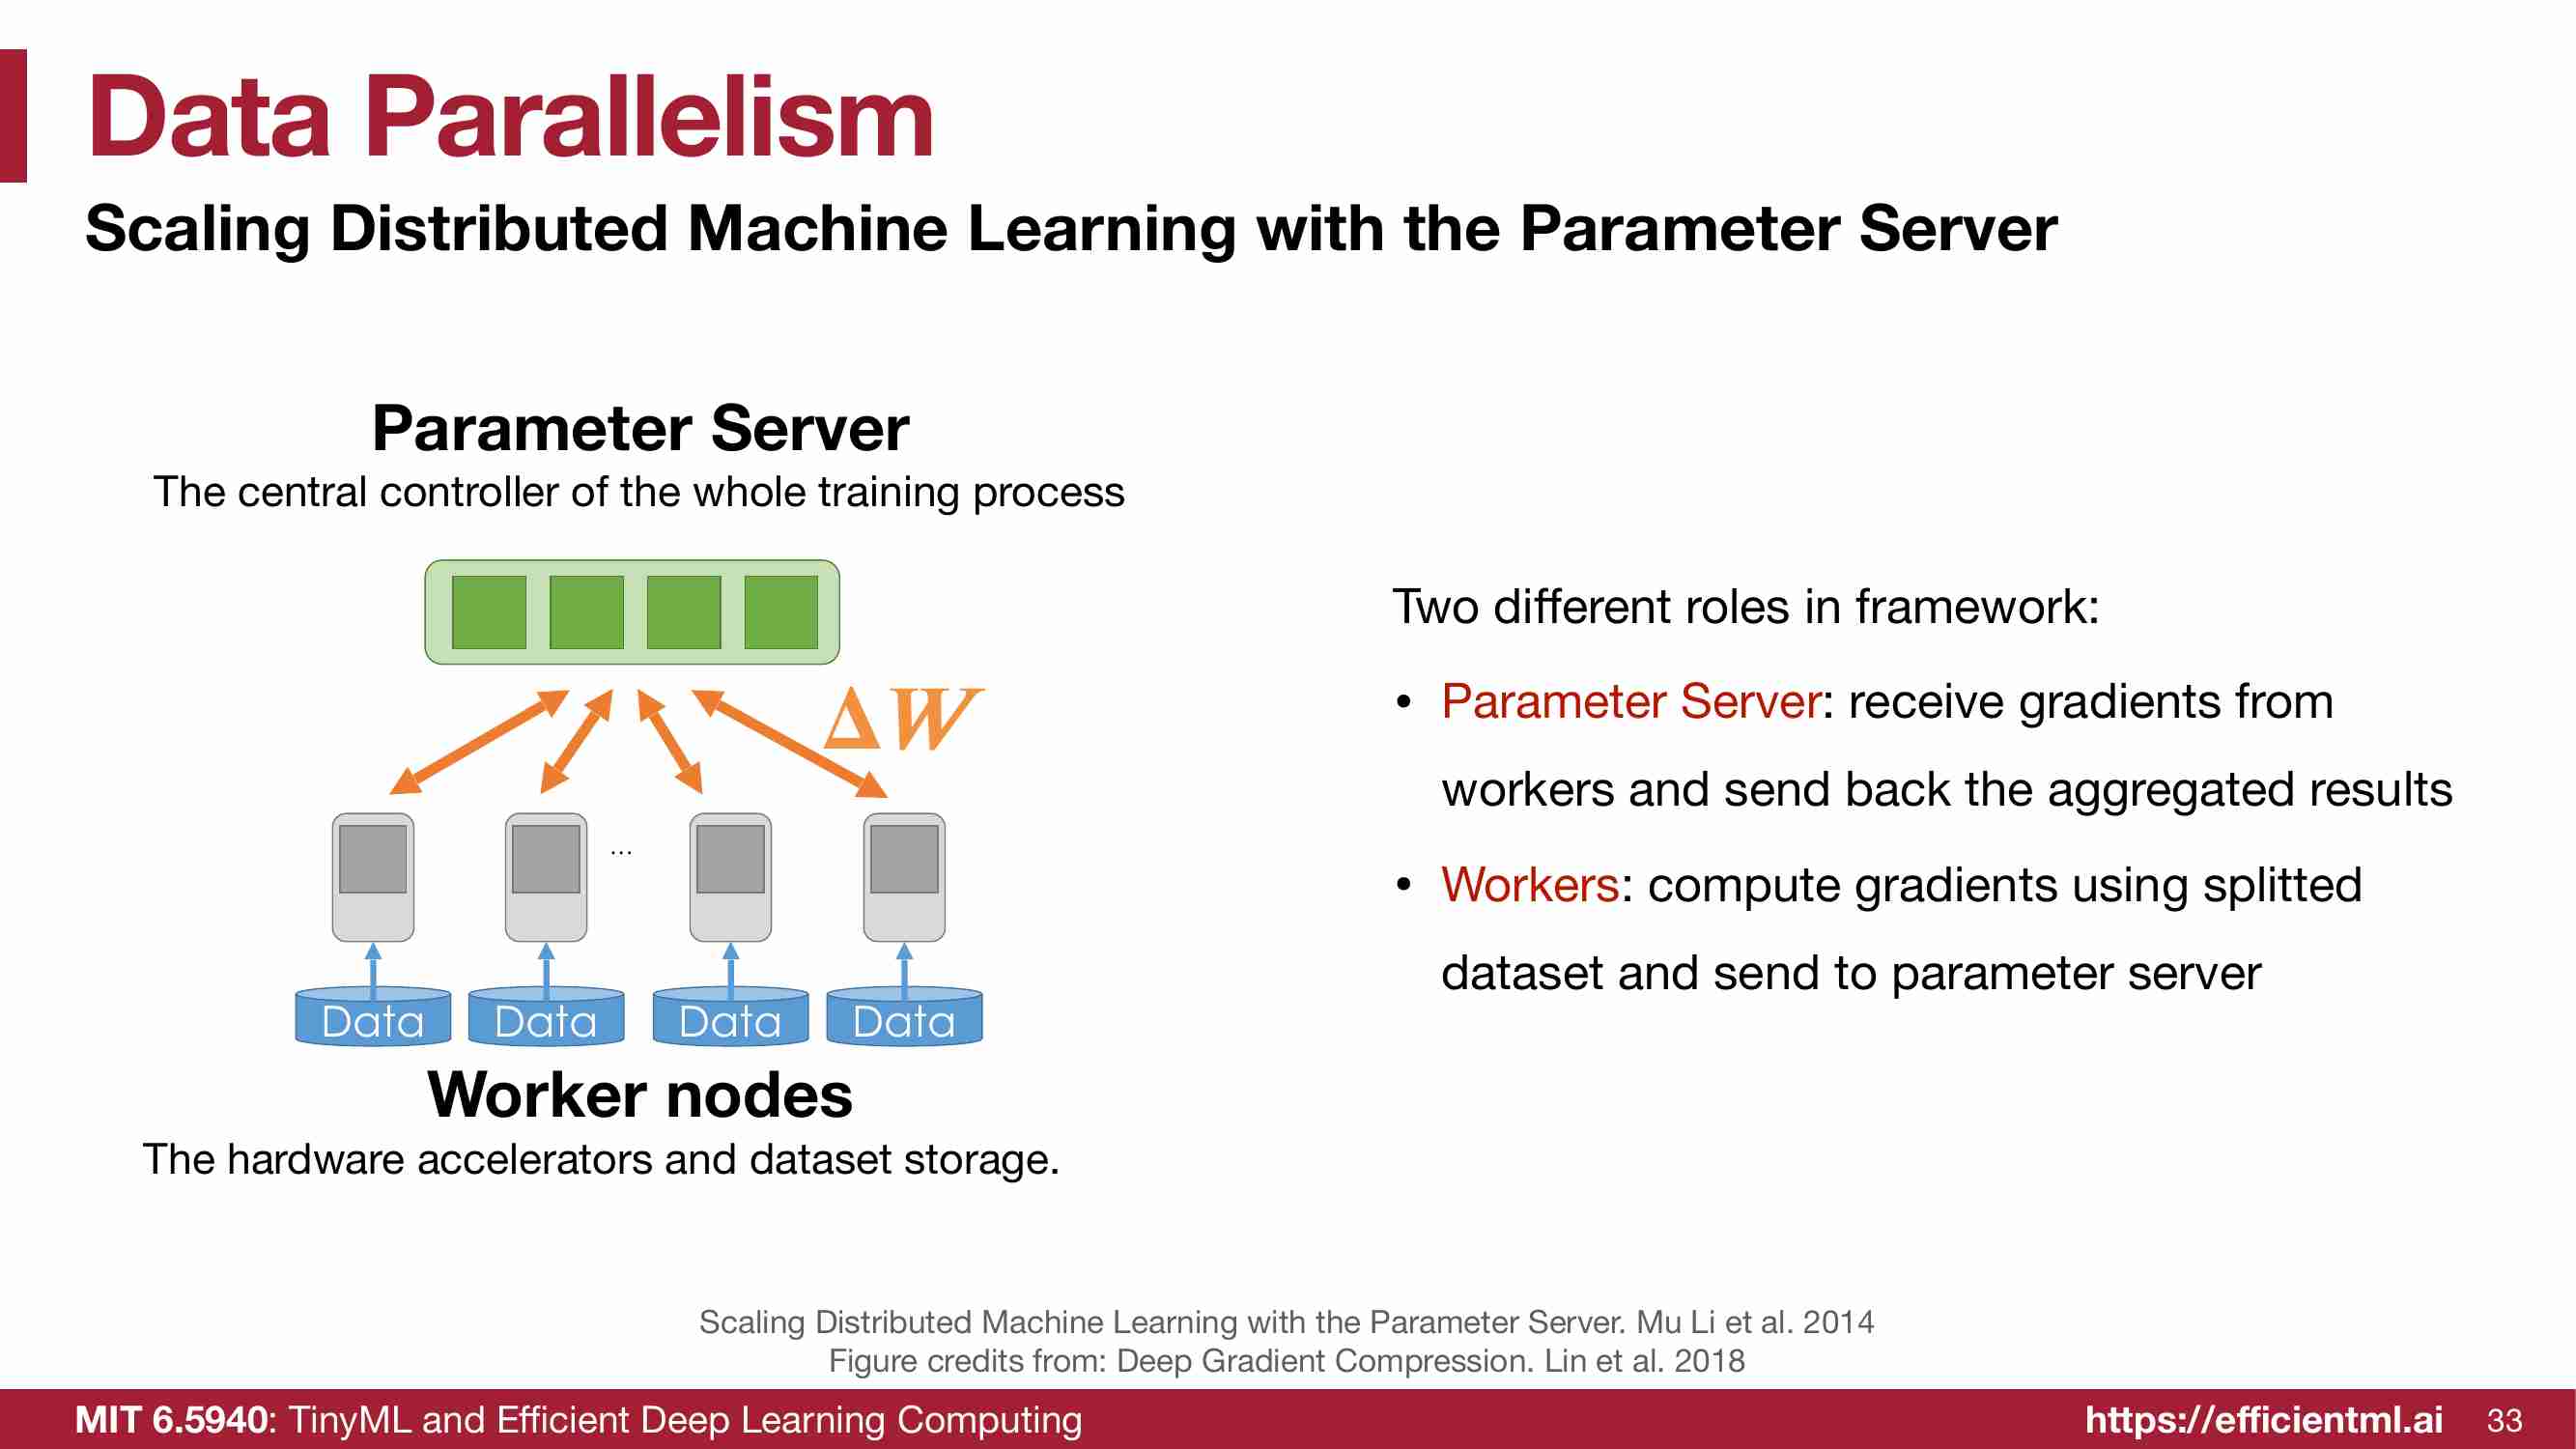 Data Parallelism
Scaling Distributed Machine Learning with the Parameter Server
Parameter Server
The central controller of the whole training process
ΔW
...
Data Data Data Data
Worker nodes
The hardware accelerators and dataset storage.
Two different roles in framework:
• Parameter Server: receive gradients from
workers and send back the aggregated results
• Workers: compute gradients using splitted
dataset and send to parameter server
Scaling Distributed Machine Learning with the Parameter Server. Mu Li et al. 2014
Figure credits from: Deep Gradient Compression. Lin et al. 2018
MIT 6.5940: TinyML and Efficient Deep Learning Computing
https://efficientml.ai 33